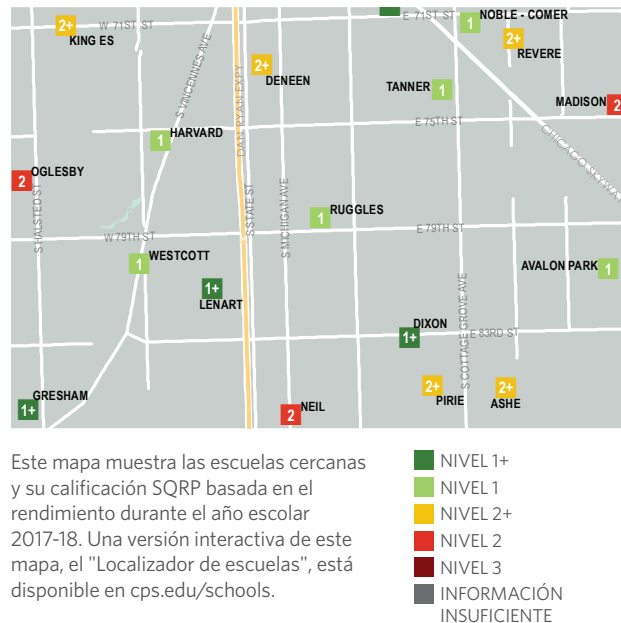 E 71ST ST
1
NOBLE - COMER
2+
W 71ST ST
KING ES
S VINCENNES AVE
2+
REVERE
2+
DENEEN
DAN RYAN EXPY
TANNER
1
MADISON
2
E 75TH ST
CHICAGO SKYWAY
HARVARD
1
OGLESBY
2
S HALSTED ST
S STATE ST
S MICHIGAN AVE
1
RUGGLES
W 79TH ST
E 79TH ST
WESTCOTT
1
AVALON PARK
1
1+
LENART
DIXON
1+
E 83RD ST
S COTTAGE GROVE AVE
GRESHAM
1+
2
NEIL
2+
PIRIE
2+
ASHE
Este mapa muestra las escuelas cercanas
y su calificación SQRP basada en el
rendimiento durante el año escolar
2017-18. Una versión interactiva de este
mapa, el "Localizador de escuelas", está
disponible en cps.edu/schools.
NIVEL 1+
NIVEL 1
NIVEL 2+
NIVEL 2
NIVEL 3
INFORMACIÓN
INSUFICIENTE